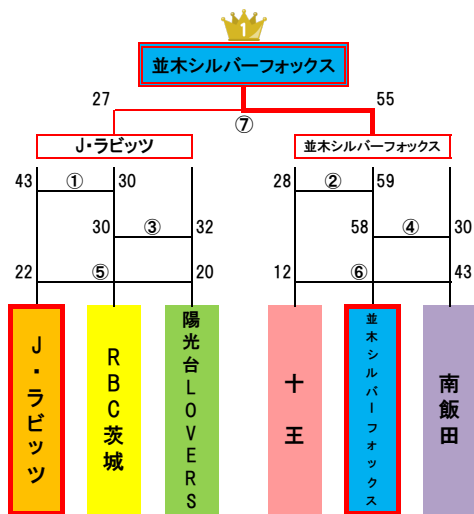 1
並木シルバーフォックス
27 55
⑦
J・ラビッツ 並木シルバーフォックス
43 ① 30 28 ② 59
30 ③ 32 58 ④ 30
22 ⑤ 20 12 ⑥ 43
J・ラビッツ
RBC茨城
陽光台LOVERS
十王
並木シルバーフォックス
南飯田